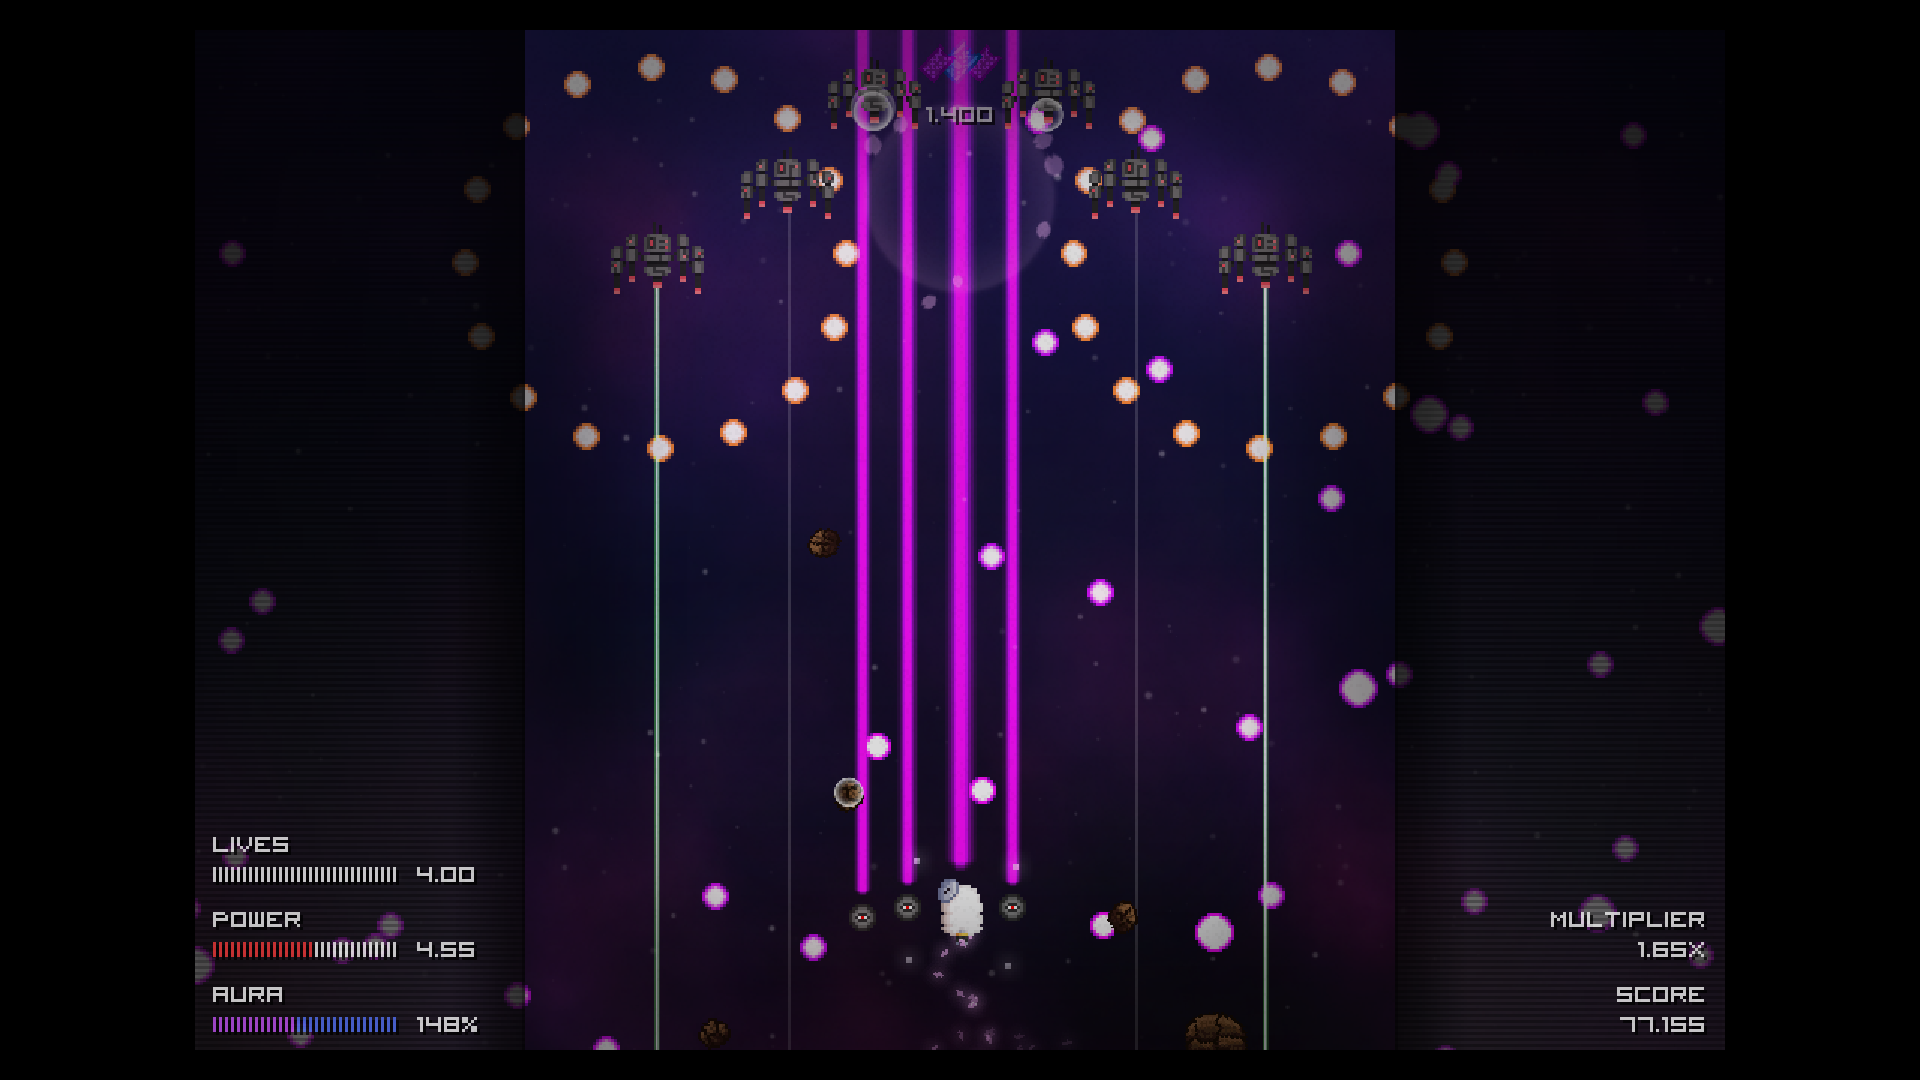 1.400
LIVES
4.00
POWER
4.55
AURA
148%
MULTIPLIER
1.65X
SCORE
77.155